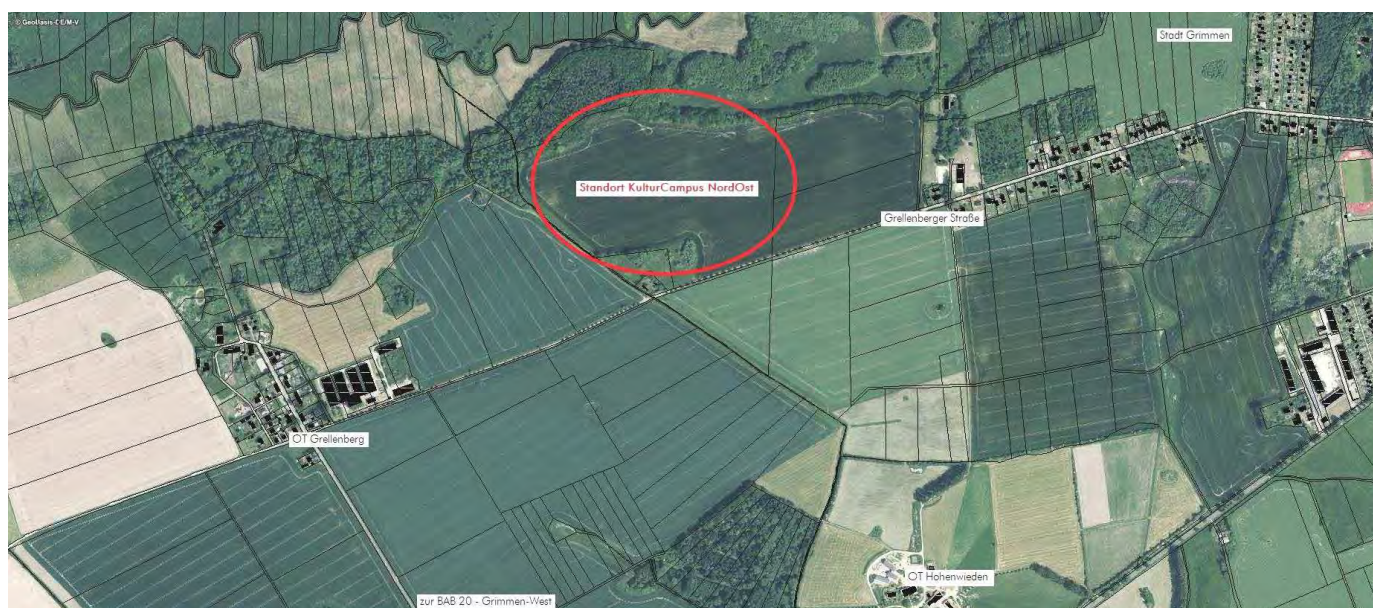 © GeoBasis-DE/M-V
Stadt Grimmen
Standort KulturCampus NordOst
Grellenberger Straße
OT Grellenberg
OT Hohenwieden
zur BAB 20 - Grimmen-West